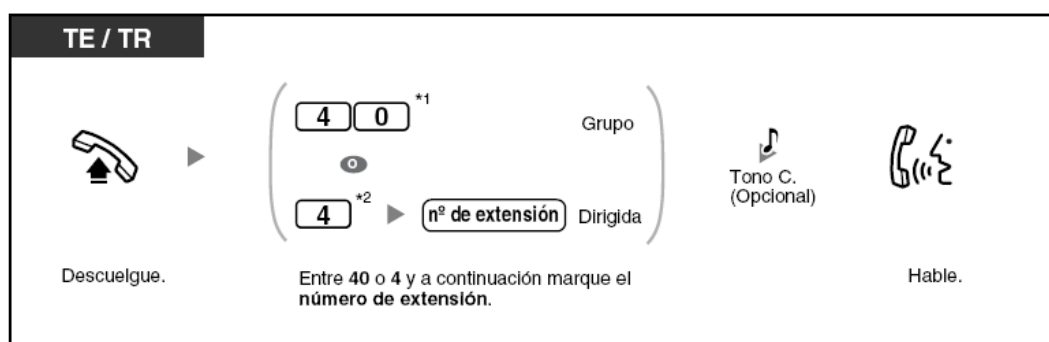 TE / TR
4 0 *1 Grupo
o
4 *2 nº de extensión Dirigida
Tono C.
(Opcional)
Descuelgue.
Entre 40 o 4 y a continuación marque el
número de extensión.
Hable.